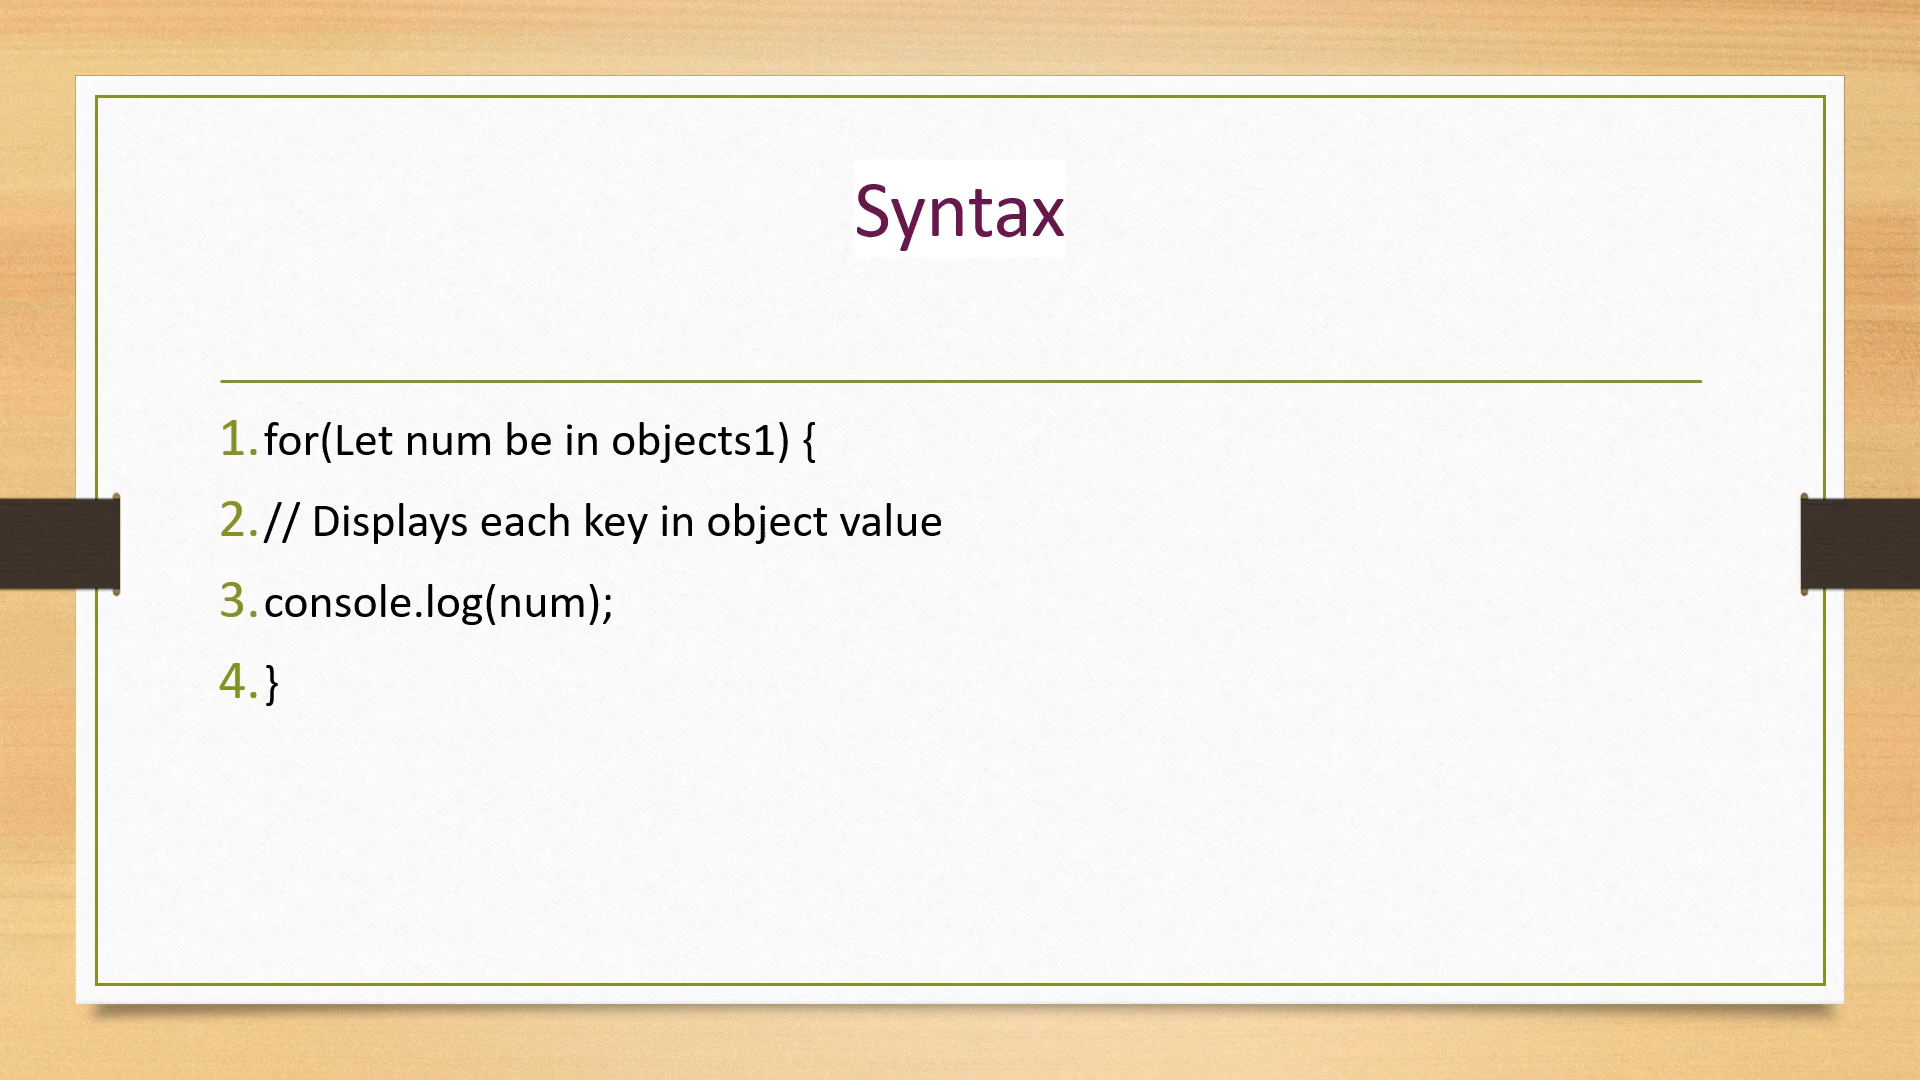 Syntax
1. for(Let num be in objects1) {
2. // Displays each key in object value
3. console.log(num);
4. }